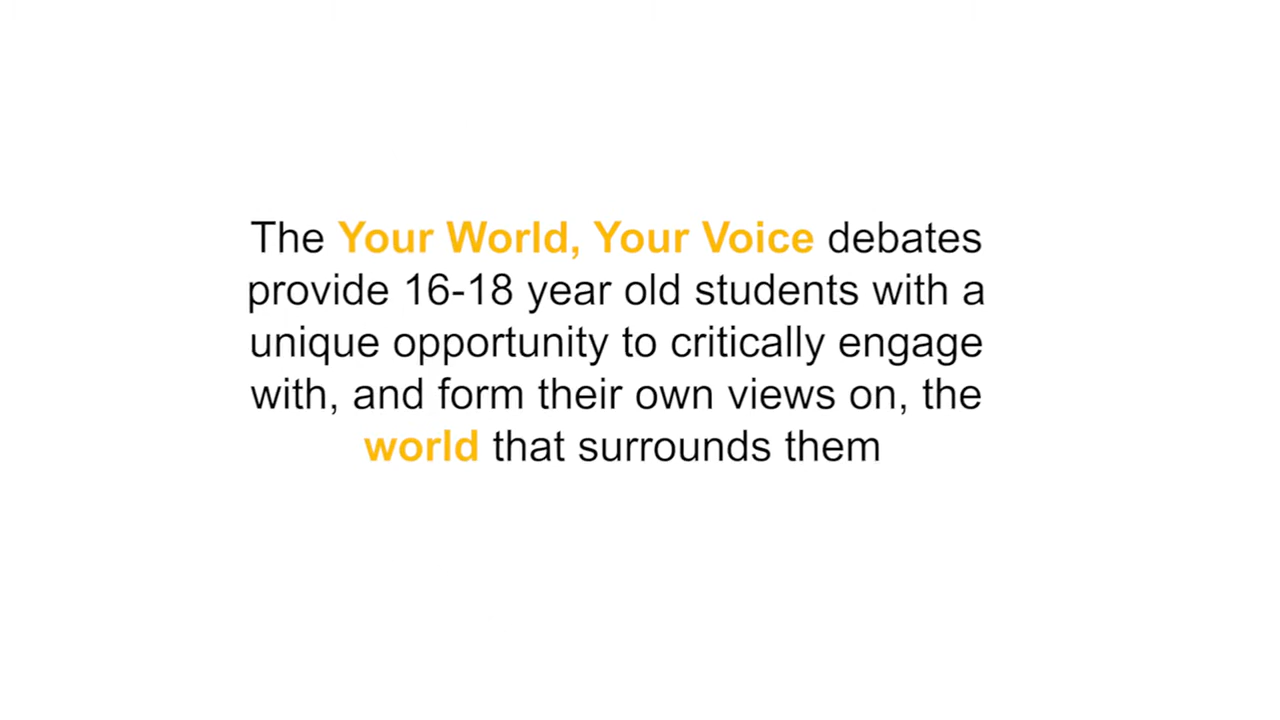 The Your World, Your Voice debates
provide 16-18 year old students with a
unique opportunity to critically engage
with, and form their own views on, the
world that surrounds them